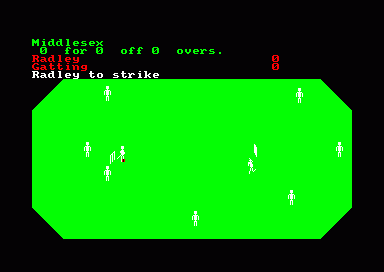 Middlesex
0 for 0 off 0 overs.
Radley 0
Gatting 0
Radley to strike